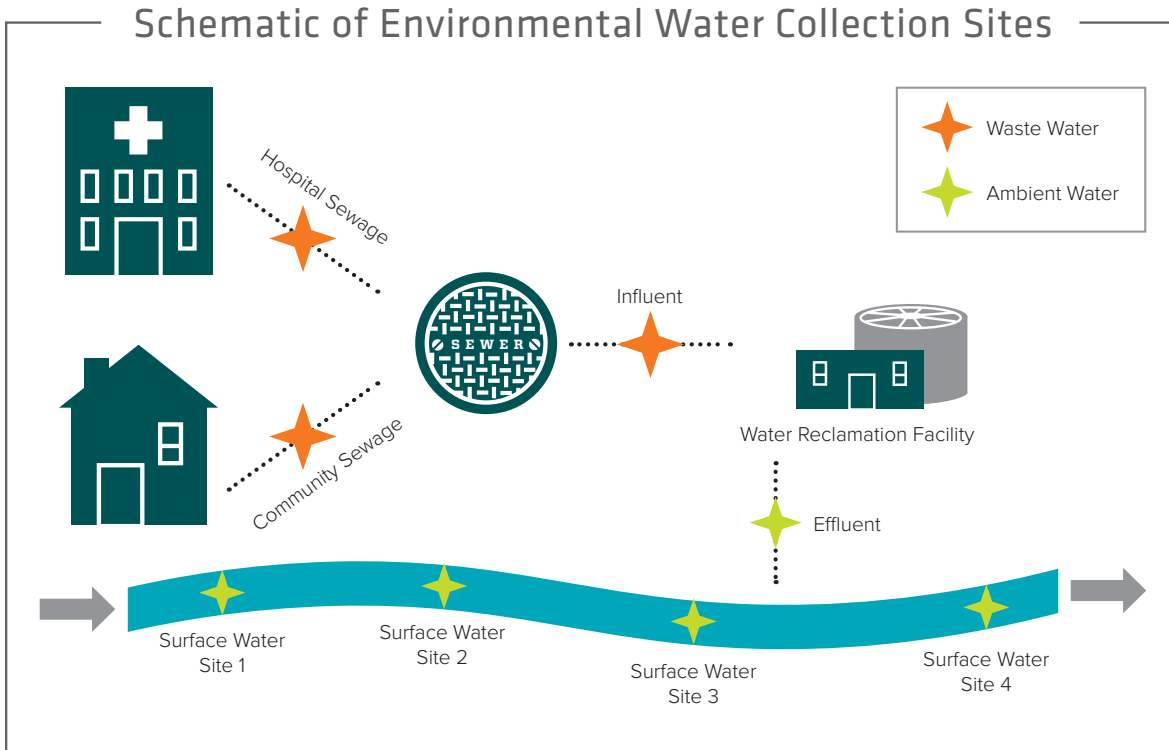 Schematic of Environmental Water Collection Sites
Waste Water
Ambient Water
Hospital Sewage
SEWER
Influent
Community Sewage
Water Reclamation Facility
Effluent
Surface Water
Site 1
Surface Water
Site 2
Surface Water
Site 3
Surface Water
Site 4